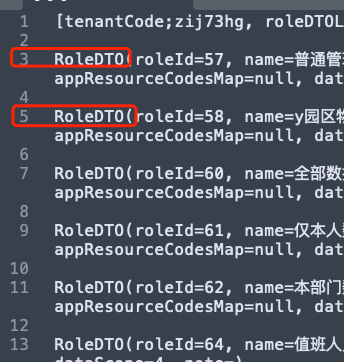 1 [tenantCode;zij73hg, roleDTOL
2
3 RoleDTO(roleId=57, name=普通管
appResourceCodesMap=null, dat
4
5 RoleDTO(roleId=58, name=y园区物
appResourceCodesMap=null, dat
6
7 RoleDTO(roleId=60, name=全部数
appResourceCodesMap=null, dat
8
9 RoleDTO(roleId=61, name=仅本人
appResourceCodesMap=null, dat
10
11 RoleDTO(roleId=62, name=本部门
appResourceCodesMap=null, dat
12
13 RoleDTO(roleId=64, name=值班人